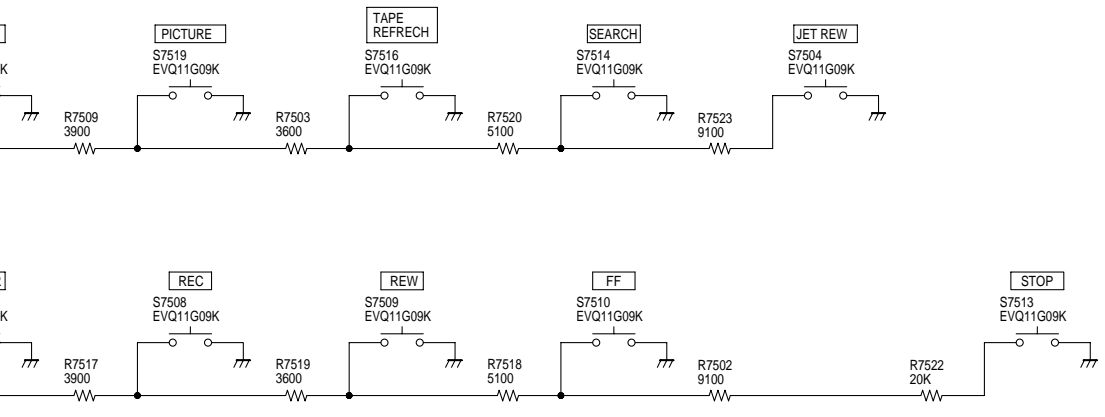 PICTURE
TAPE
REFRECH
SEARCH
JET REW
K
S7519
EVQ11G09K
S7516
EVQ11G09K
S7514
EVQ11G09K
S7504
EVQ11G09K
R7509
3900
R7503
3600
R7520
5100
R7523
9100
REC
REW
FF
STOP
K
S7508
EVQ11G09K
S7509
EVQ11G09K
S7510
EVQ11G09K
S7513
EVQ11G09K
R7517
3900
R7519
3600
R7518
5100
R7502
9100
R7522
20K